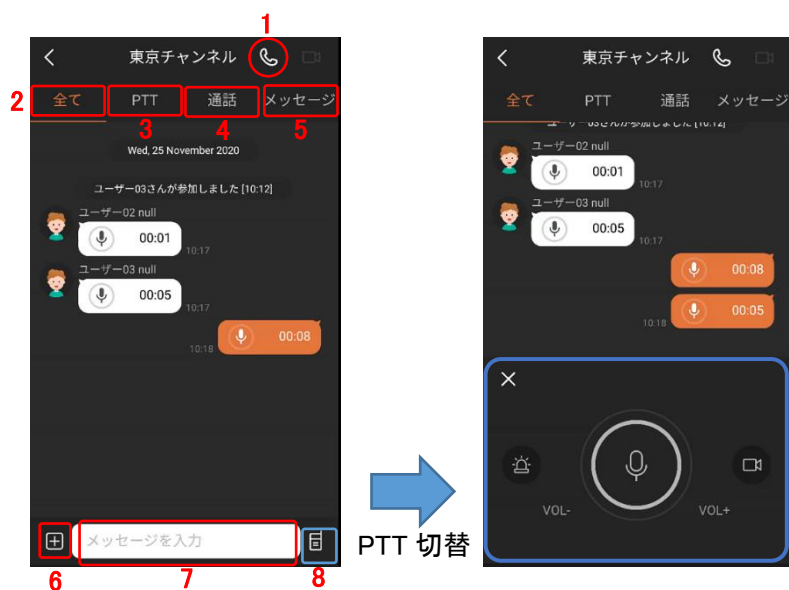 1
東京チャンネル
2
全て
PTT
通話
メッセージ
3
4
5
Wed, 25 November 2020
ユーザー03さんが参加しました [10:12]
ユーザー02 null
00:01
10:17
ユーザー03 null
00:05
10:17
00:08
10:18
メッセージを入力
6
7
8
PTT 切替
東京チャンネル
全て
PTT
通話
メッセージ
ユーザー03さんが参加しました [10:12]
ユーザー02 null
00:01
10:17
ユーザー03 null
00:05
10:17
00:08
00:05
10:18
VOL-
VOL+